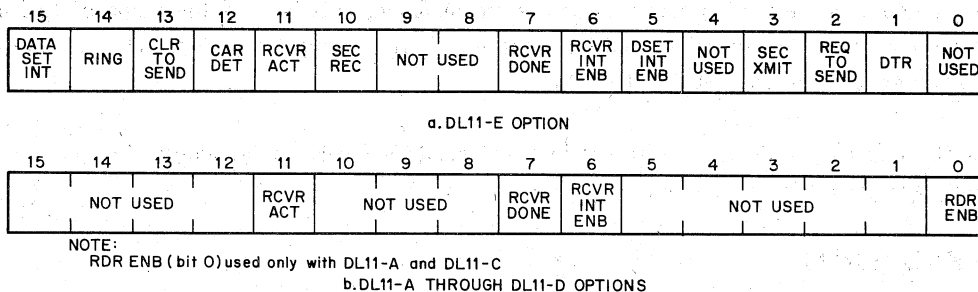 15 14 13 12 11 10 9 8 7 6 5 4 3 2 1 0
DATA SET INT RING CLR TO SEND CAR DET RCVR ACT SEC REC NOT USED RCVR DONE RCVR INT ENB DSET INT ENB NOT USED SEC XMIT REQ TO SEND DTR NOT USED
a. DL11-E OPTION
15 14 13 12 11 10 9 8 7 6 5 4 3 2 1 0
NOT USED RCVR ACT NOT USED RCVR DONE RCVR INT ENB NOT USED RDR ENB
NOTE:
RDR ENB (bit 0) used only with DL11-A and DL11-C
b. DL11-A THROUGH DL11-D OPTIONS